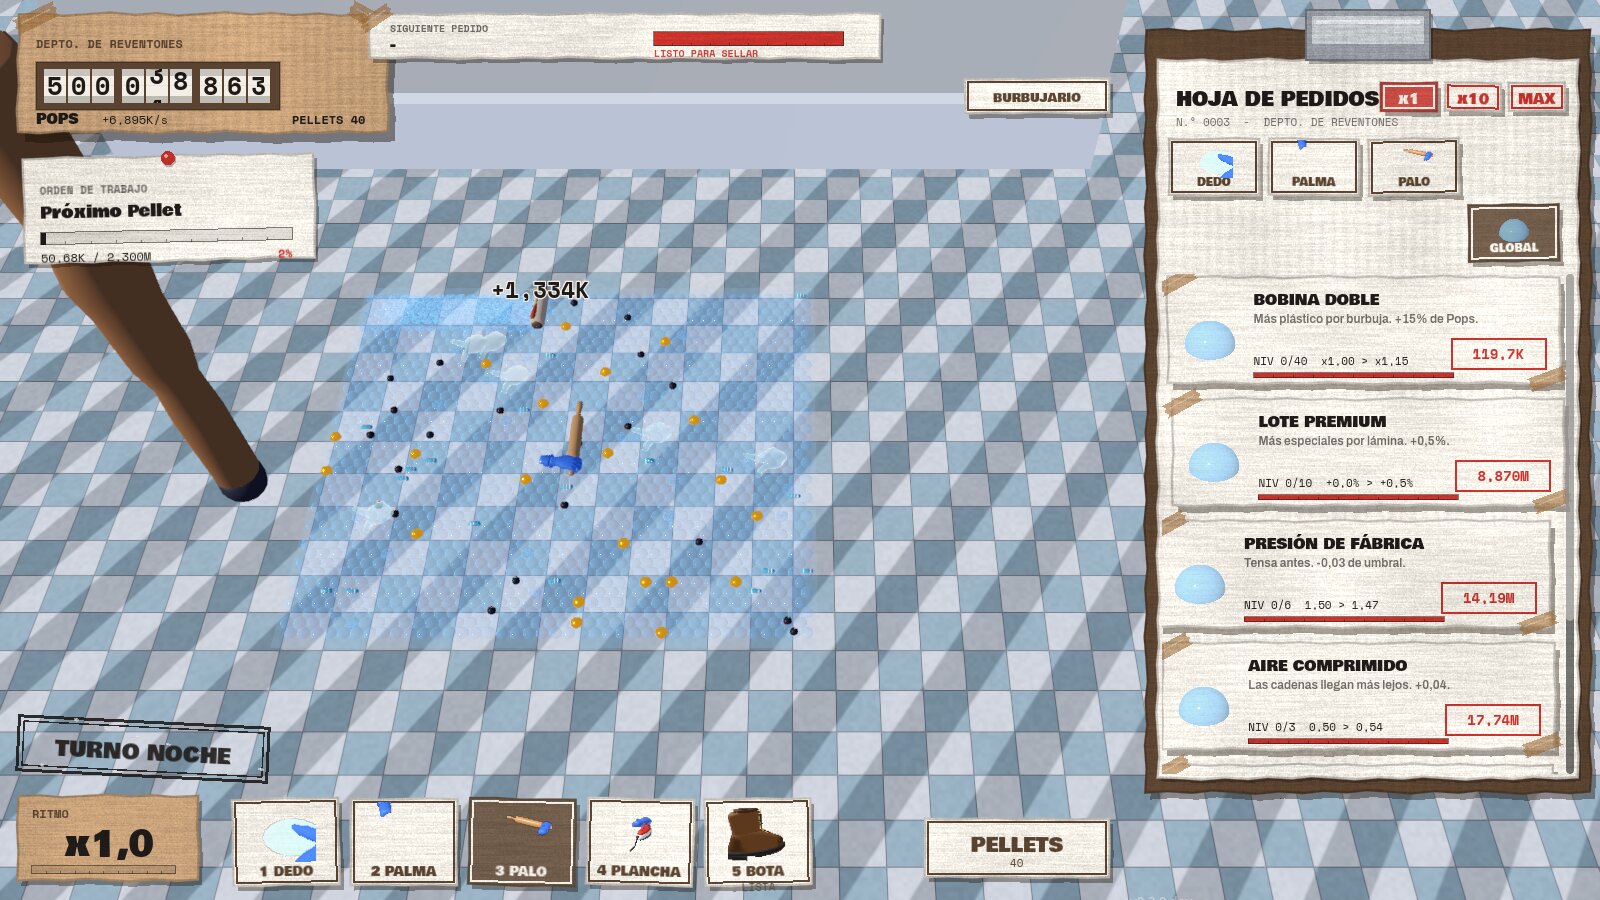 DEPTO. DE REVENTONES
POPS +6,895K/s PELLETS 40
SIGUIENTE PEDIDO
-
LISTO PARA SELLAR
BURBUJARIO
ORDEN DE TRABAJO
Próximo Pellet
50,68K / 2,300M 2%
+1,334K
HOJA DE PEDIDOS x1 x10 MAX
N.° 0003 - DEPTO. DE REVENTONES
DEDO PALMA PALO
GLOBAL
BOBINA DOBLE
Más plástico por burbuja. +15% de Pops.
NIV 0/40 x1,00 > x1,15 119,7K
LOTE PREMIUM
Más especiales por lámina. +0,5%.
NIV 0/10 +0,0% > +0,5% 8,870M
PRESIÓN DE FÁBRICA
Tensa antes. -0,03 de umbral.
NIV 0/6 1,50 > 1,47 14,19M
AIRE COMPRIMIDO
Las cadenas llegan más lejos. +0,04.
NIV 0/3 0,50 > 0,54 17,74M
TURNO NOCHE
RITMO
x1,0
1 DEDO 2 PALMA 3 PALO 4 PLANCHA 5 BOTA
LISTA
PELLETS
40